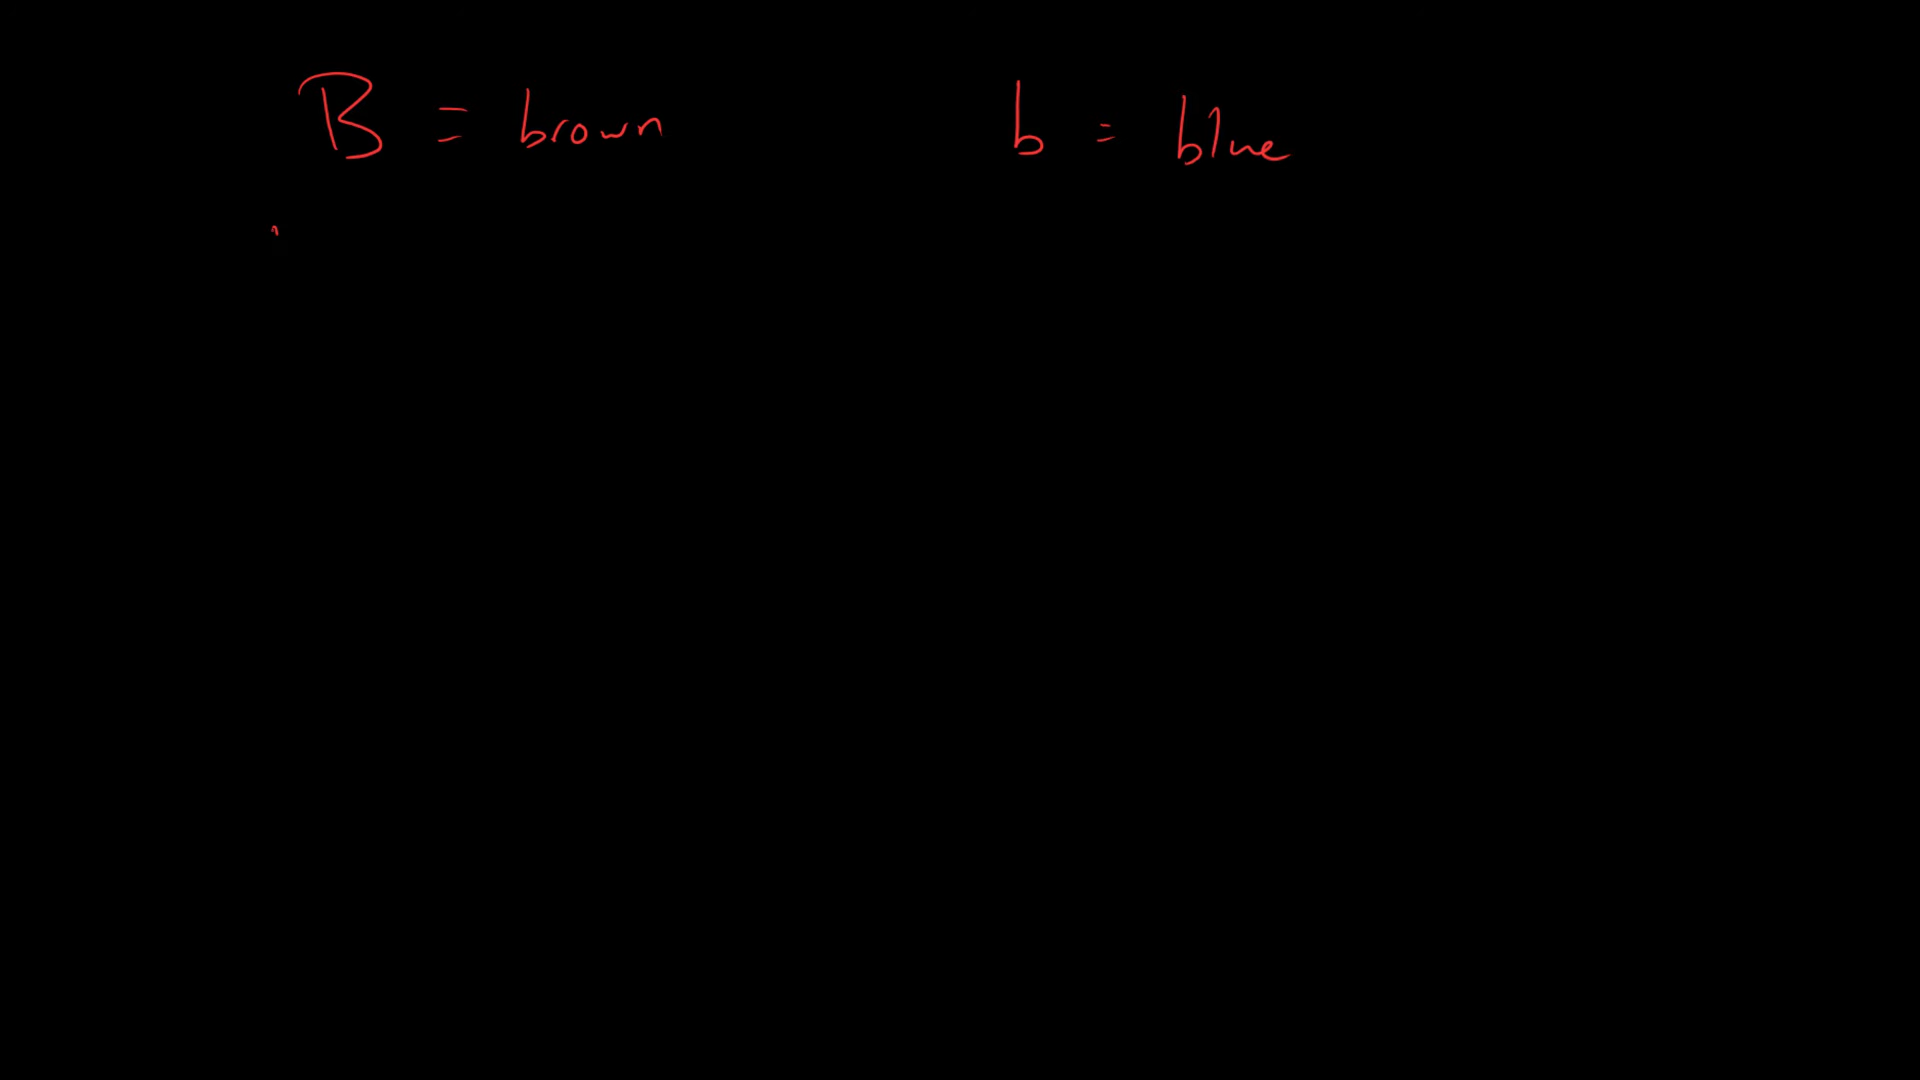 B = brown b = blue